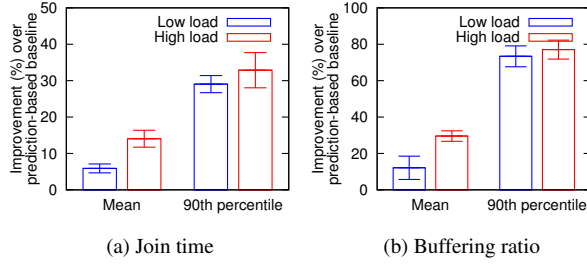 Improvement (%) over
prediction-based baseline
50
40
30
20
10
0
Low load
High load
Mean
90th percentile
(a) Join time
Improvement (%) over
prediction-based baseline
100
80
60
40
20
0
Low load
High load
Mean
90th percentile
(b) Buffering ratio